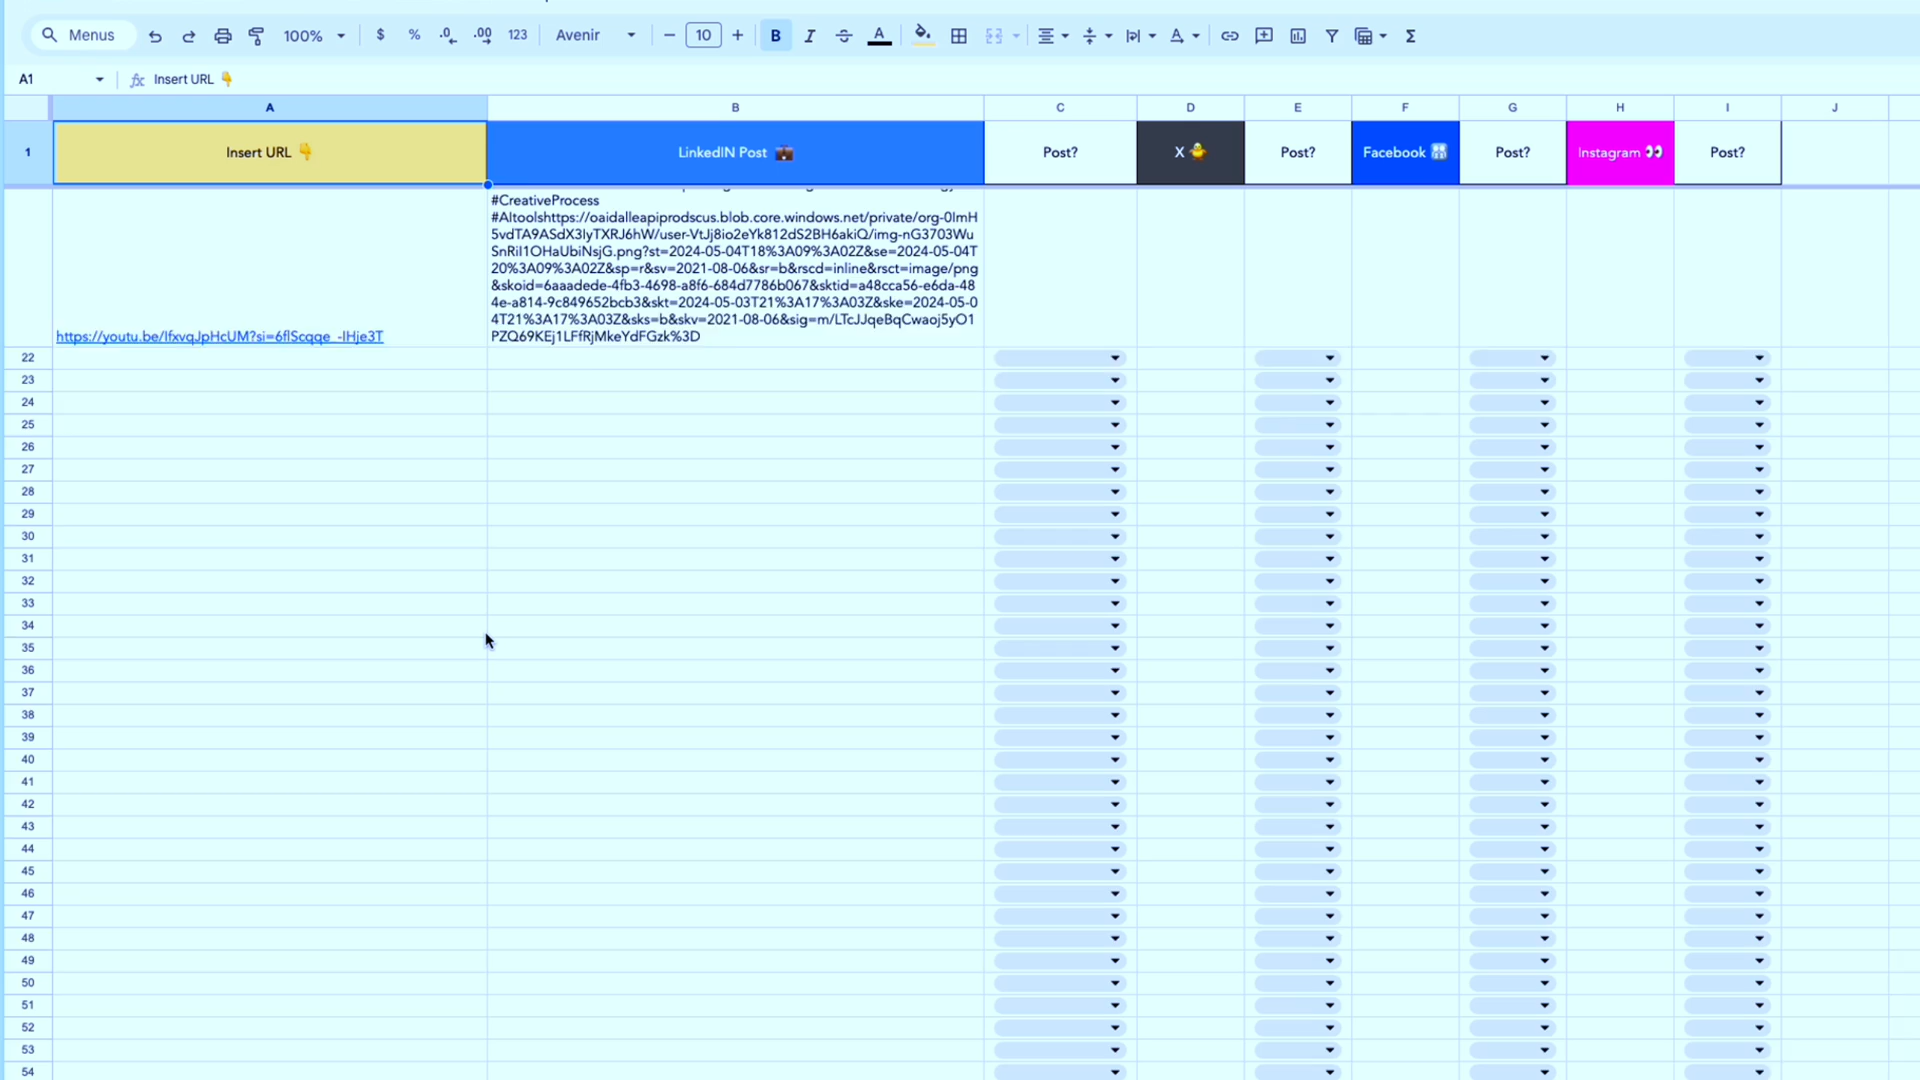 Menus 100% $ % .0 .00 123 Avenir 10 B I A Σ
A1 fx Insert URL 👇
A B C D E F G H I J
1 Insert URL 👇 LinkedIN Post 💼 Post? X 🐥 Post? Facebook Post? Instagram 👀 Post?
#CreativeProcess
#AItoolshttps://oaidalleapiprodscus.blob.core.windows.net/private/org-0lmH
5vdTA9ASdX3lyTXRJ6hW/user-VtJj8io2eYk812dS2BH6akiQ/img-nG3703Wu
SnRiI1OHaUbiNsjG.png?st=2024-05-04T18%3A09%3A02Z&se=2024-05-04T
20%3A09%3A02Z&sp=r&sv=2021-08-06&sr=b&rscd=inline&rsct=image/png
&skoid=6aaadede-4fb3-4698-a8f6-684d7786b067&sktid=a48cca56-e6da-48
4e-a814-9c849652bcb3&skt=2024-05-03T21%3A17%3A03Z&ske=2024-05-0
4T21%3A17%3A03Z&sks=b&skv=2021-08-06&sig=m/LTcJJqeBqCwaoj5yO1
https://youtu.be/lfxvqJpHcUM?si=6flScqqe_-lHje3T PZQ69KEj1LFfRjMkeYdFGzk%3D
22
23
24
25
26
27
28
29
30
31
32
33
34
35
36
37
38
39
40
41
42
43
44
45
46
47
48
49
50
51
52
53
54